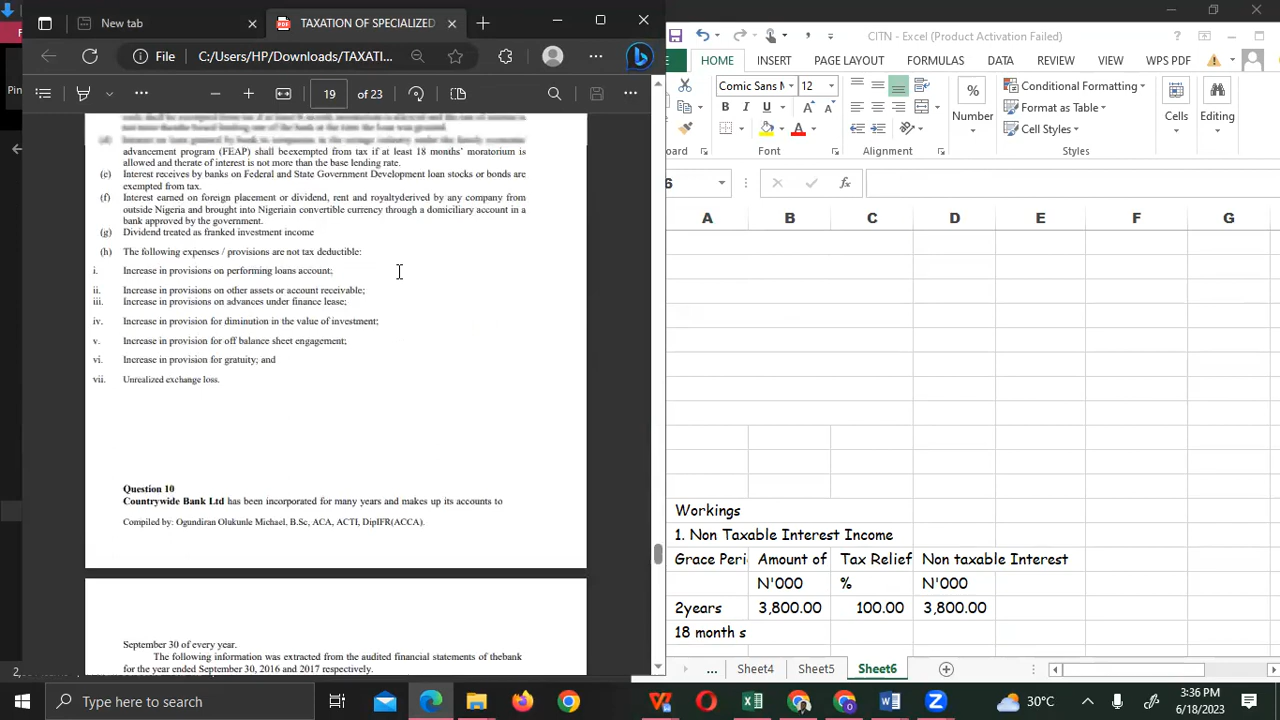 New tab
TAXATION OF SPECIALIZED
File
C:/Users/HP/Downloads/TAXATI...
19 of 23
advancement program (FEAP) shall beexempted from tax if at least 18 months' moratorium is
allowed and therate of interest is not more than the base lending rate.
(e) Interest receives by banks on Federal and State Government Development loan stocks or bonds are
exempted from tax.
(f) Interest earned on foreign placement or dividend, rent and royaltyderived by any company from
outside Nigeria and brought into Nigeriain convertible currency through a domiciliary account in a
bank approved by the government.
(g) Dividend treated as franked investment income
(h) The following expenses / provisions are not tax deductible:
i. Increase in provisions on performing loans account;
ii. Increase in provisions on other assets or account receivable;
iii. Increase in provisions on advances under finance lease;
iv. Increase in provision for diminution in the value of investment;
v. Increase in provision for off balance sheet engagement;
vi. Increase in provision for gratuity; and
vii. Unrealized exchange loss.
Question 10
Countrywide Bank Ltd has been incorporated for many years and makes up its accounts to
Compiled by: Ogundiran Olukunle Michael, B.Sc, ACA, ACTI, DipIFR(ACCA).
September 30 of every year.
The following information was extracted from the audited financial statements of thebank
for the year ended September 30, 2016 and 2017 respectively.
CITN - Excel (Product Activation Failed)
HOME INSERT PAGE LAYOUT FORMULAS DATA REVIEW VIEW WPS PDF
Comic Sans M 12
B I U
Number
Conditional Formatting
Format as Table
Cell Styles
Cells
Editing
Styles
6
A B C D E F G
Workings
1. Non Taxable Interest Income
Grace Peri Amount of Tax Relief Non taxable Interest
N'000 % N'000
2years 3,800.00 100.00 3,800.00
18 month s
... Sheet4 Sheet5 Sheet6
Type here to search
30°C
3:36 PM
6/18/2023